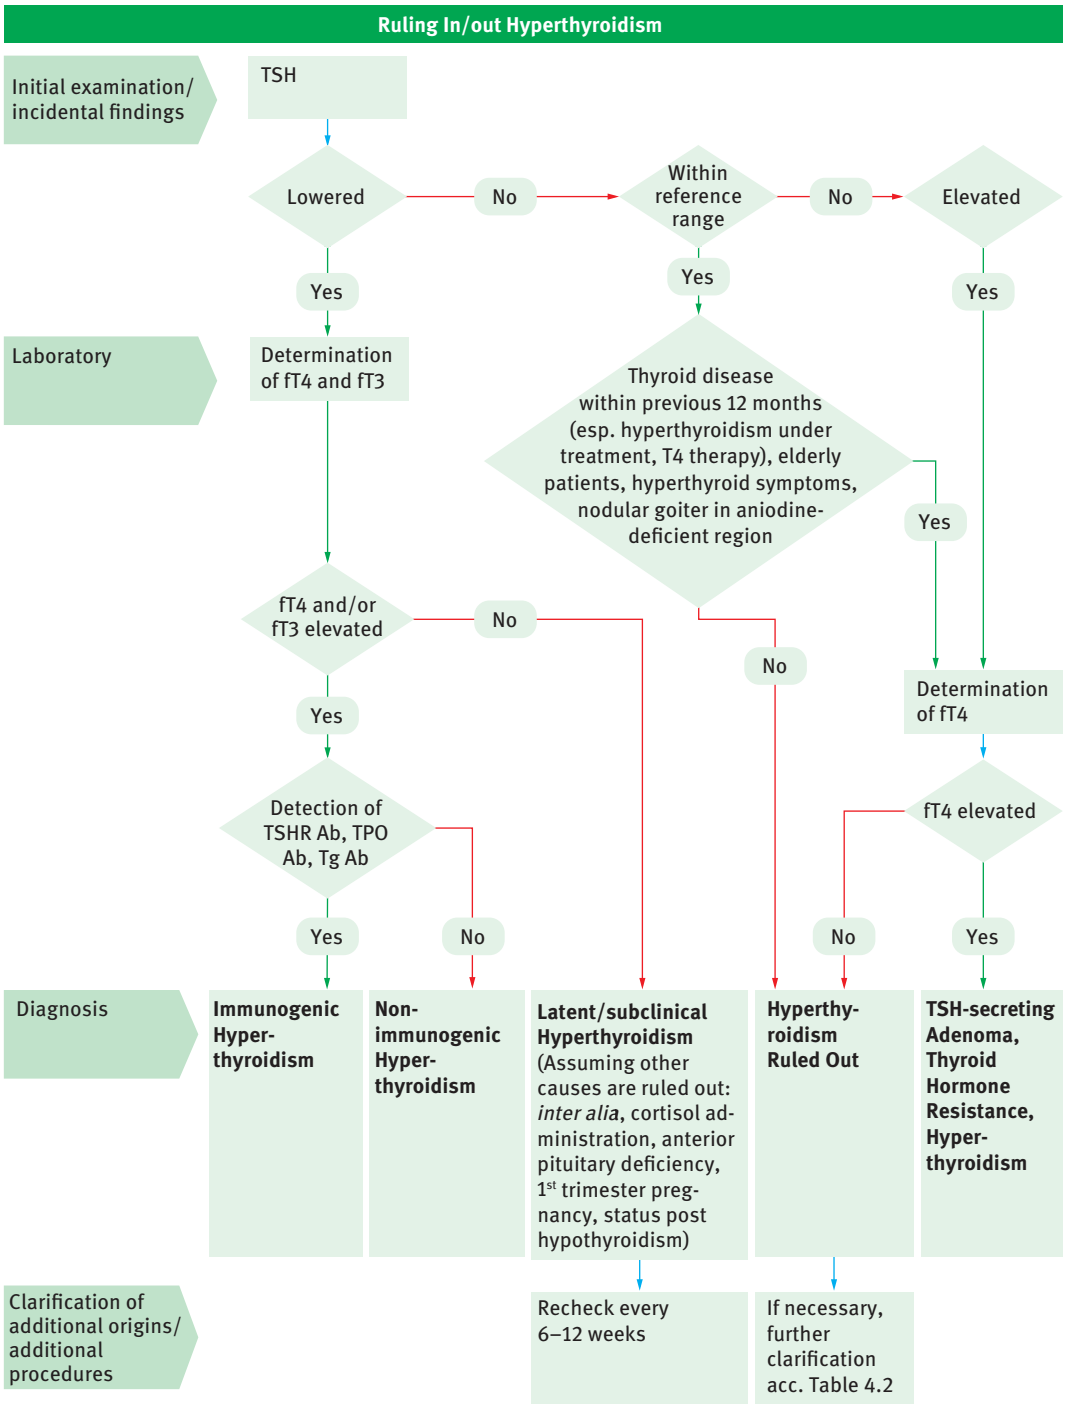 Ruling In/out Hyperthyroidism
Initial examination/
incidental findings
TSH
Lowered
No
Within
reference
range
No
Elevated
Yes
Yes
Yes
Laboratory
Determination
of fT4 and fT3
Thyroid disease
within previous 12 months
(esp. hyperthyroidism under
treatment, T4 therapy), elderly
patients, hyperthyroid symptoms,
nodular goiter in aniodine-
deficient region
Yes
fT4 and/or
fT3 elevated
No
No
Determination
of fT4
Yes
Detection of
TSHR Ab, TPO
Ab, Tg Ab
fT4 elevated
Yes
No
No
Yes
Diagnosis
Immunogenic
Hyper-
thyroidism
Non-
immunogenic
Hyper-
thyroidism
Latent/subclinical
Hyperthyroidism
(Assuming other
causes are ruled out:
inter alia, cortisol ad-
ministration, anterior
pituitary deficiency,
1st trimester preg-
nancy, status post
hypothyroidism)
Hyperthy-
roidism
Ruled Out
TSH-secreting
Adenoma,
Thyroid
Hormone
Resistance,
Hyper-
thyroidism
Clarification of
additional origins/
additional
procedures
Recheck every
6–12 weeks
If necessary,
further
clarification
acc. Table 4.2